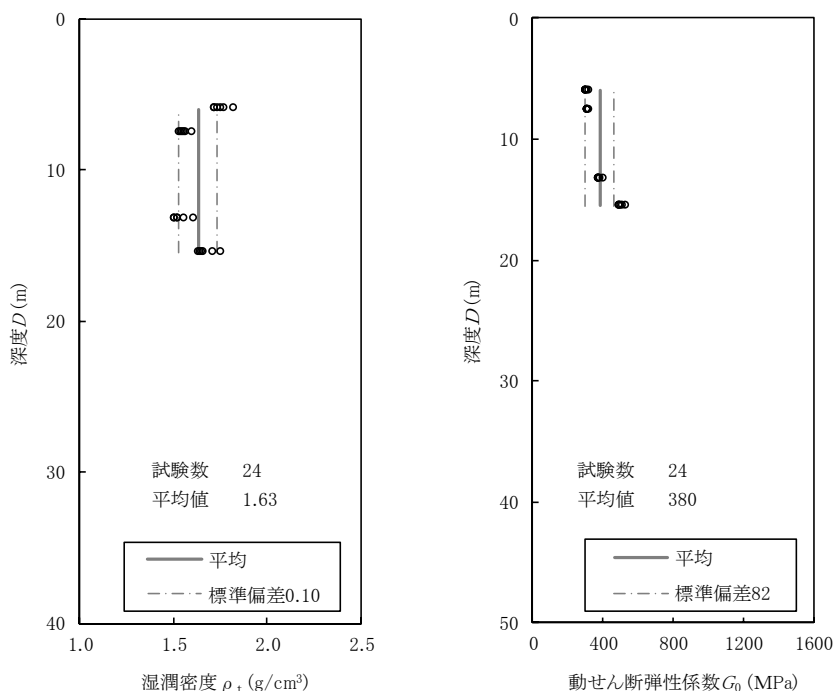 0
10
20
30
40
1.0
1.5
2.0
2.5
深度D(m)
湿潤密度 ρt (g/cm³)
試験数 24
平均値 1.63
平均
標準偏差0.10
0
10
20
30
40
50
0
400
800
1200
1600
深度D(m)
動せん断弾性係数G0 (MPa)
試験数 24
平均値 380
平均
標準偏差82